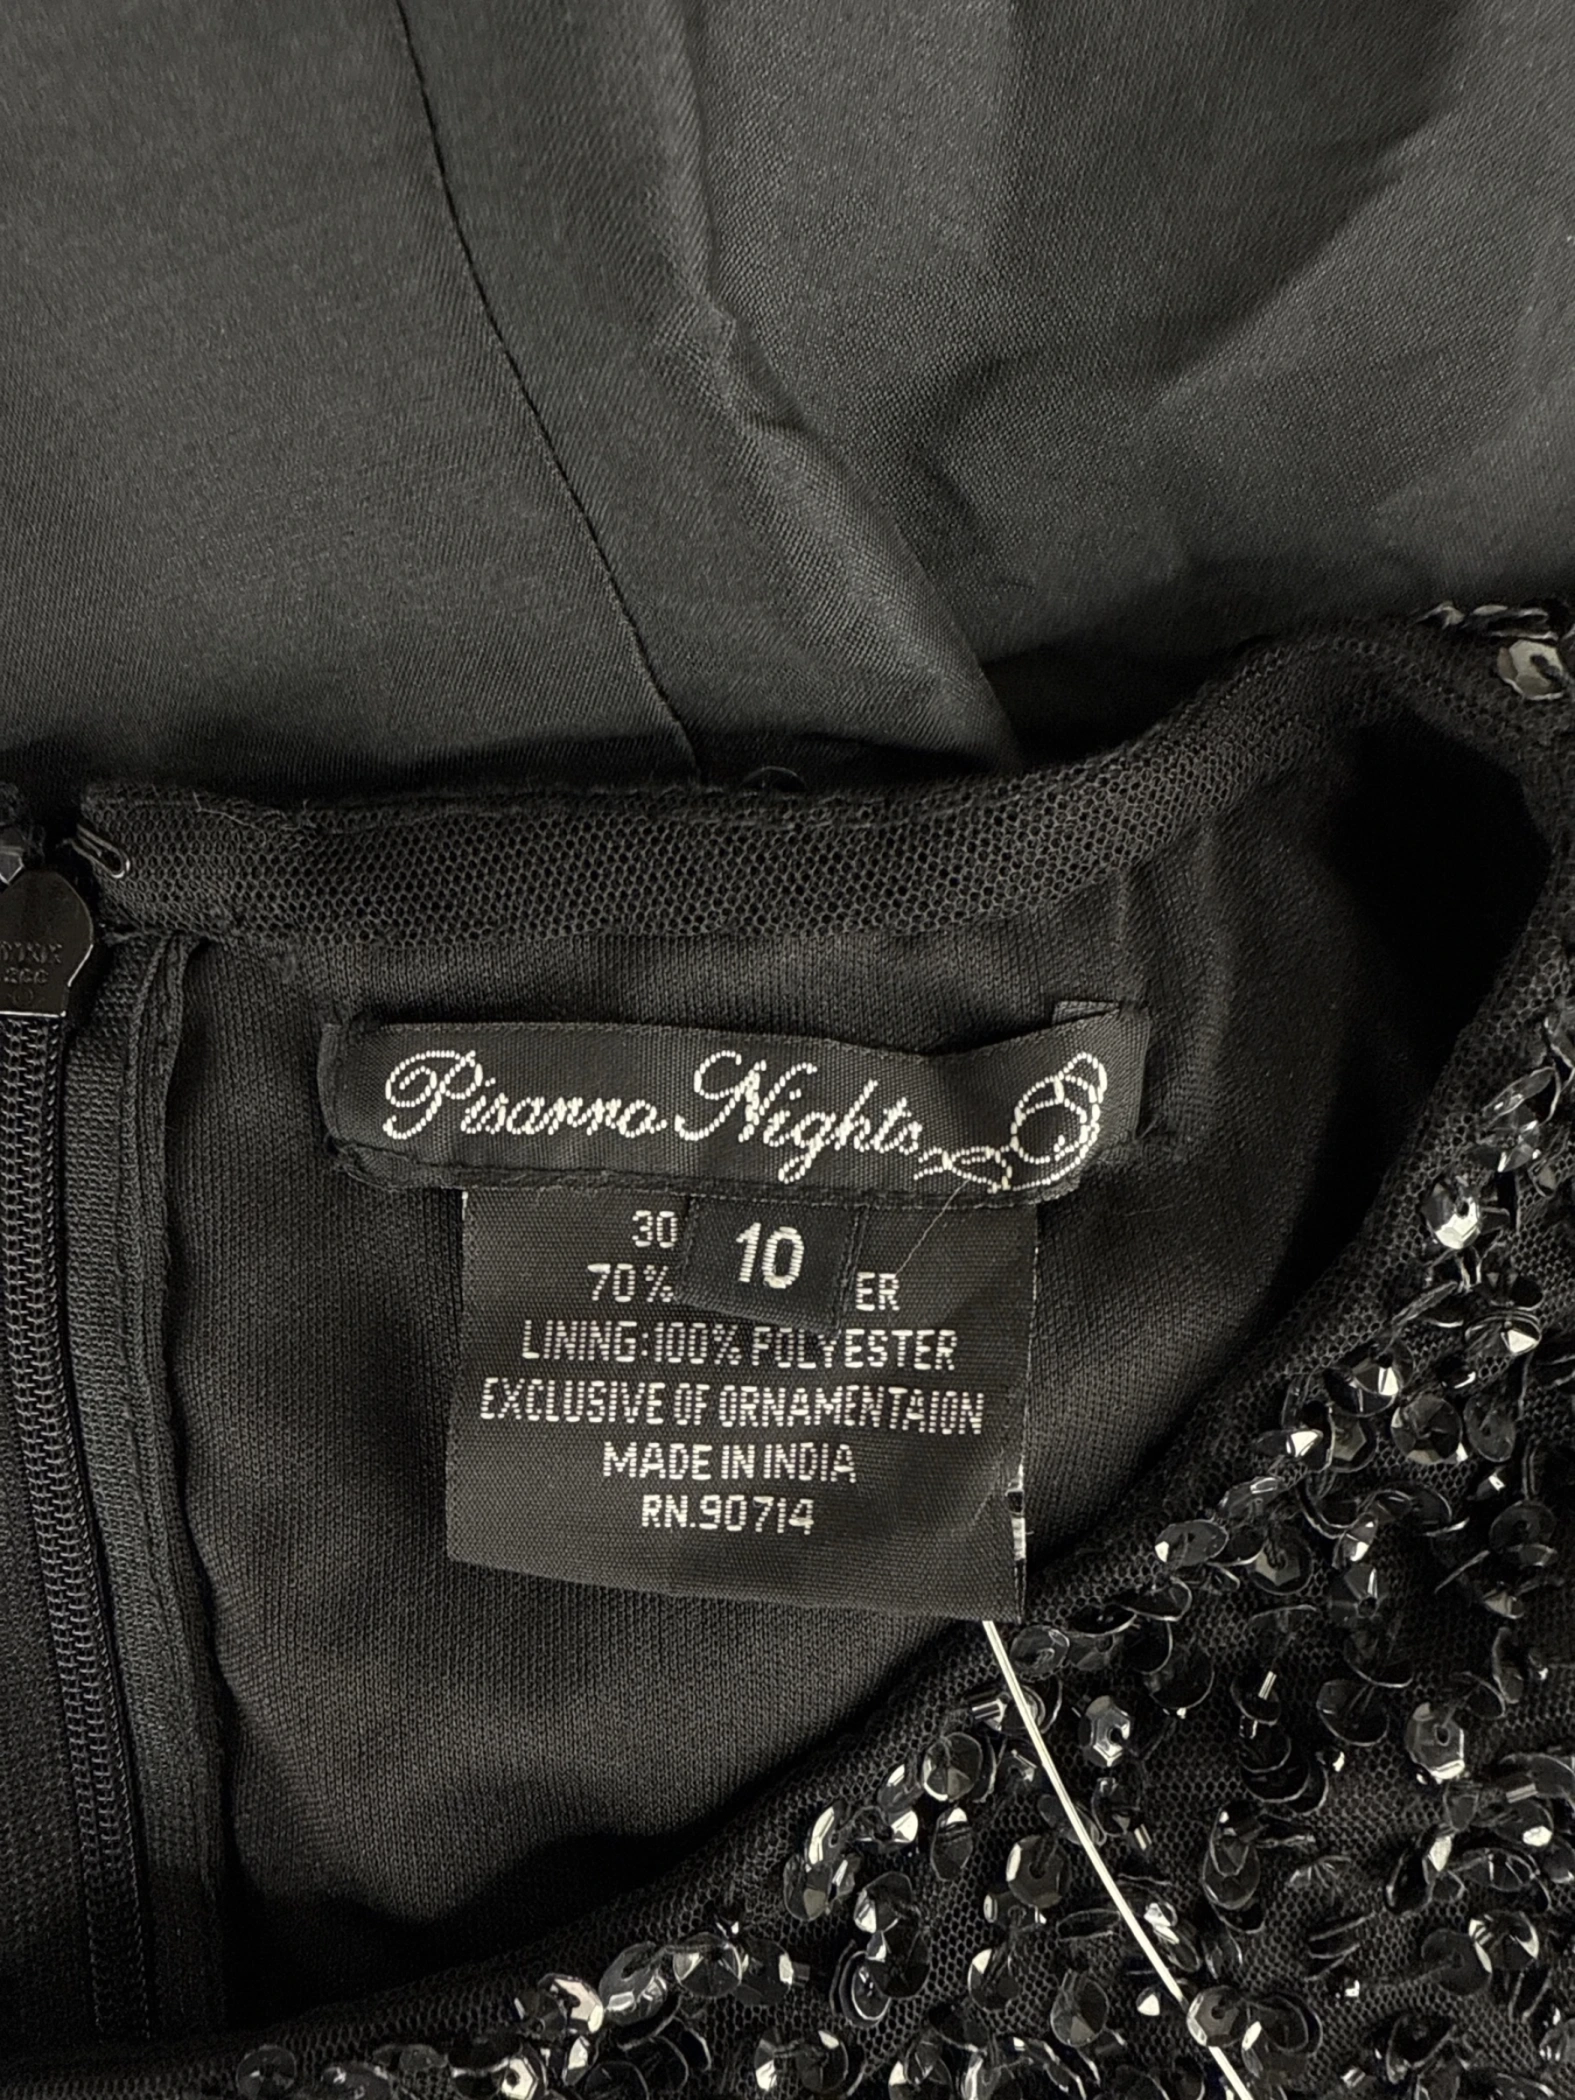 Pisarro Nights
10
30
70% ER
LINING:100% POLYESTER
EXCLUSIVE OF ORNAMENTAION
MADE IN INDIA
RN.90714